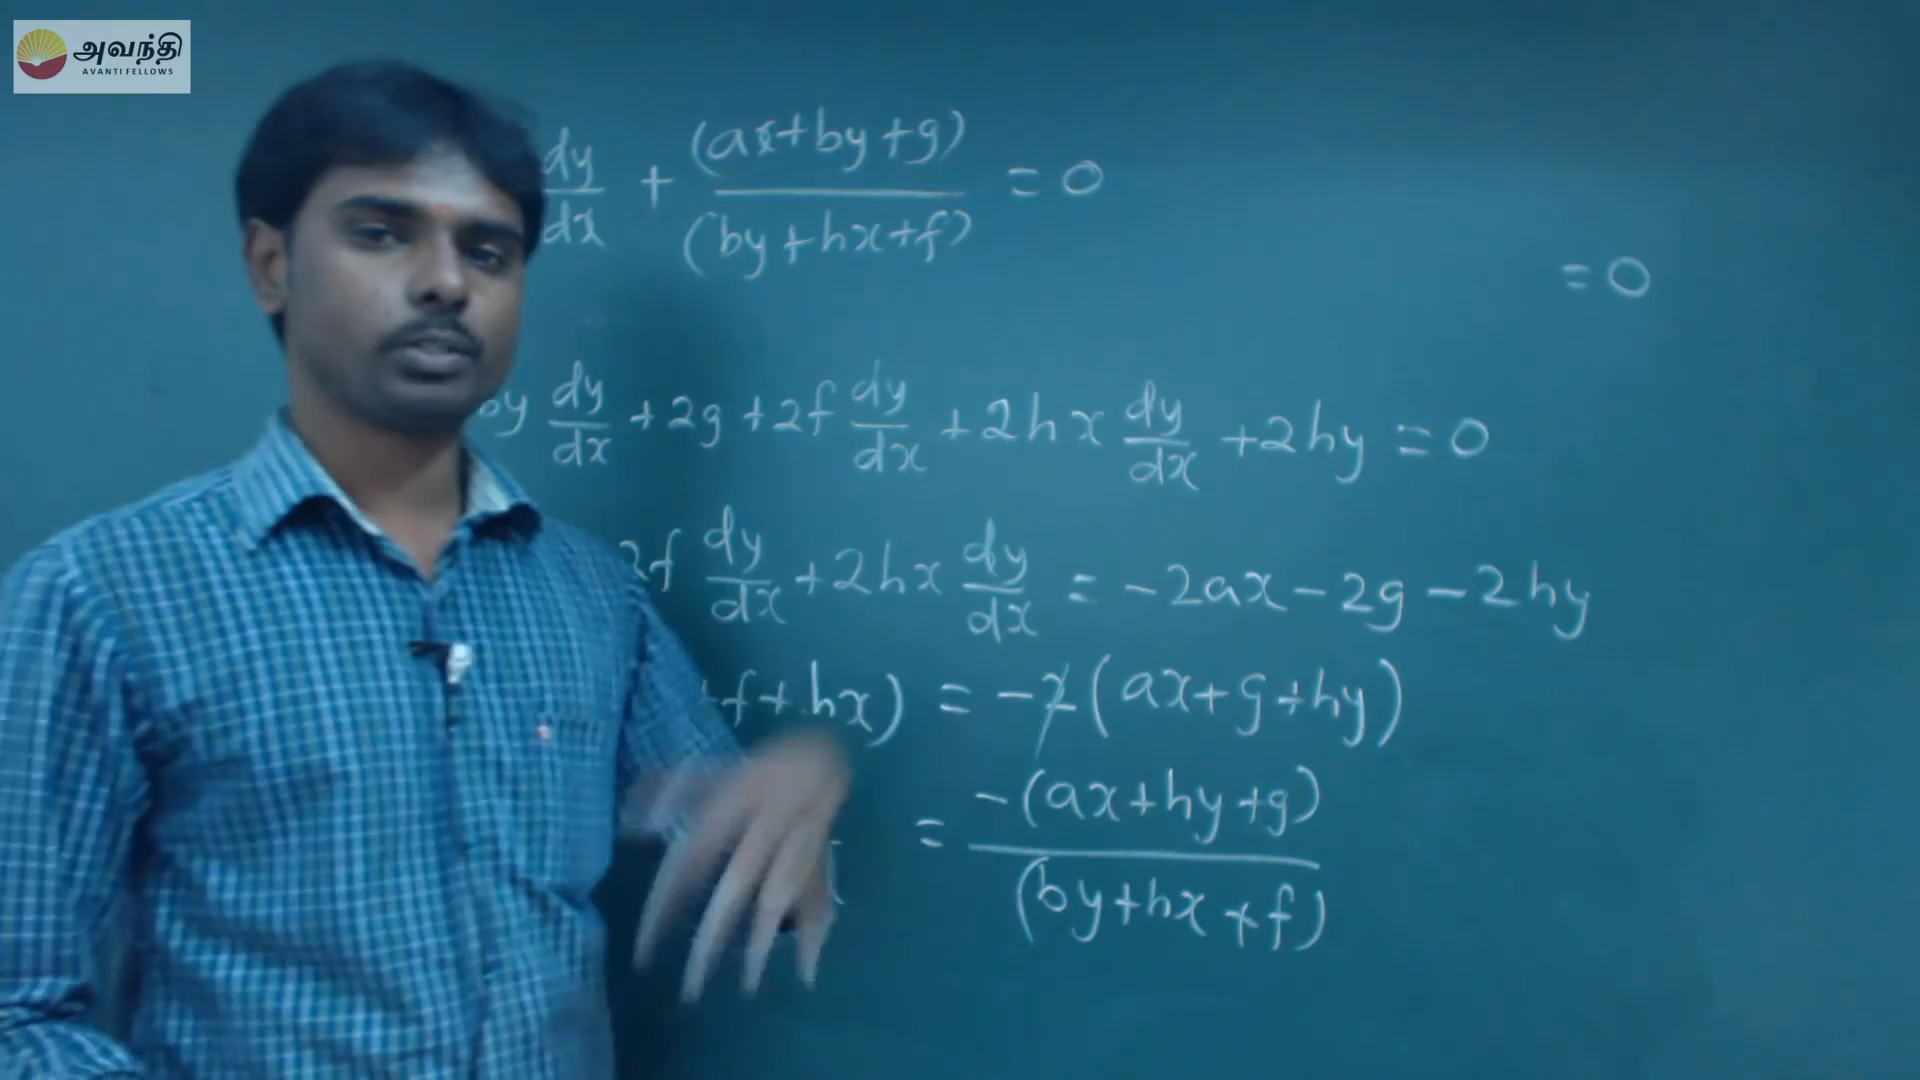 அவந்தி
AVANTI FELLOWS
dy/dx + (ax+by+g)/(by+hx+f) = 0
= 0
by dy/dx + 2g + 2f dy/dx + 2hx dy/dx + 2hy = 0
2f dy/dx + 2hx dy/dx = -2ax - 2g - 2hy
+f+hx) = -2(ax+g+hy)
= -(ax+hy+g)/(by+hx+f)